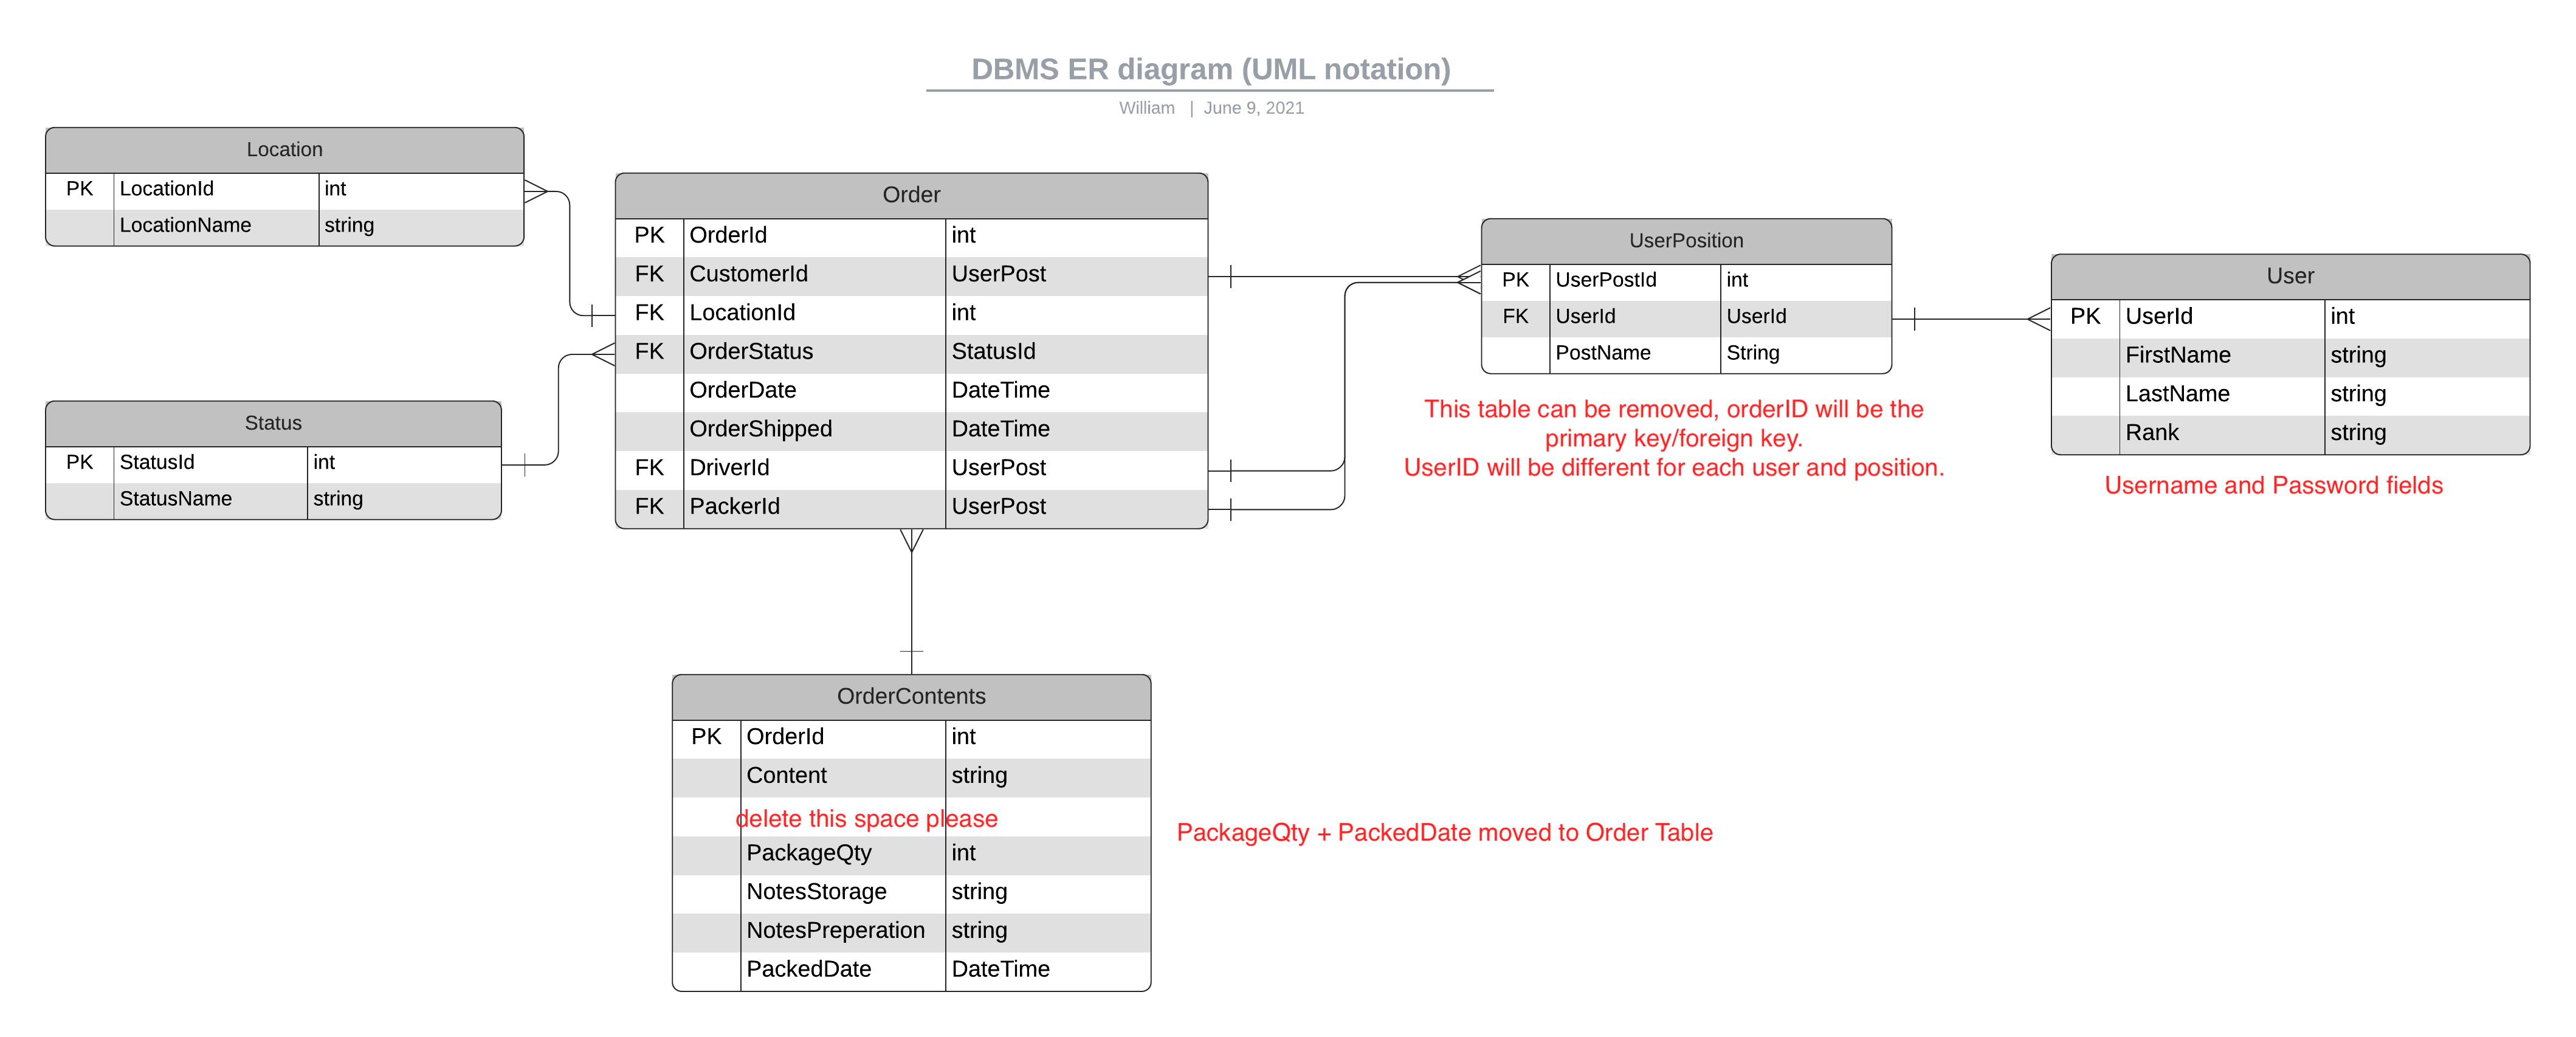 DBMS ER diagram (UML notation)
William | June 9, 2021
Location
PK LocationId int
LocationName string
Status
PK StatusId int
StatusName string
Order
PK OrderId int
FK CustomerId UserPost
FK LocationId int
FK OrderStatus StatusId
OrderDate DateTime
OrderShipped DateTime
FK DriverId UserPost
FK PackerId UserPost
UserPosition
PK UserPostId int
FK UserId UserId
PostName String
This table can be removed, orderID will be the
primary key/foreign key.
UserID will be different for each user and position.
User
PK UserId int
FirstName string
LastName string
Rank string
Username and Password fields
OrderContents
PK OrderId int
Content string
delete this space please
PackageQty int
NotesStorage string
NotesPreperation string
PackedDate DateTime
PackageQty + PackedDate moved to Order Table